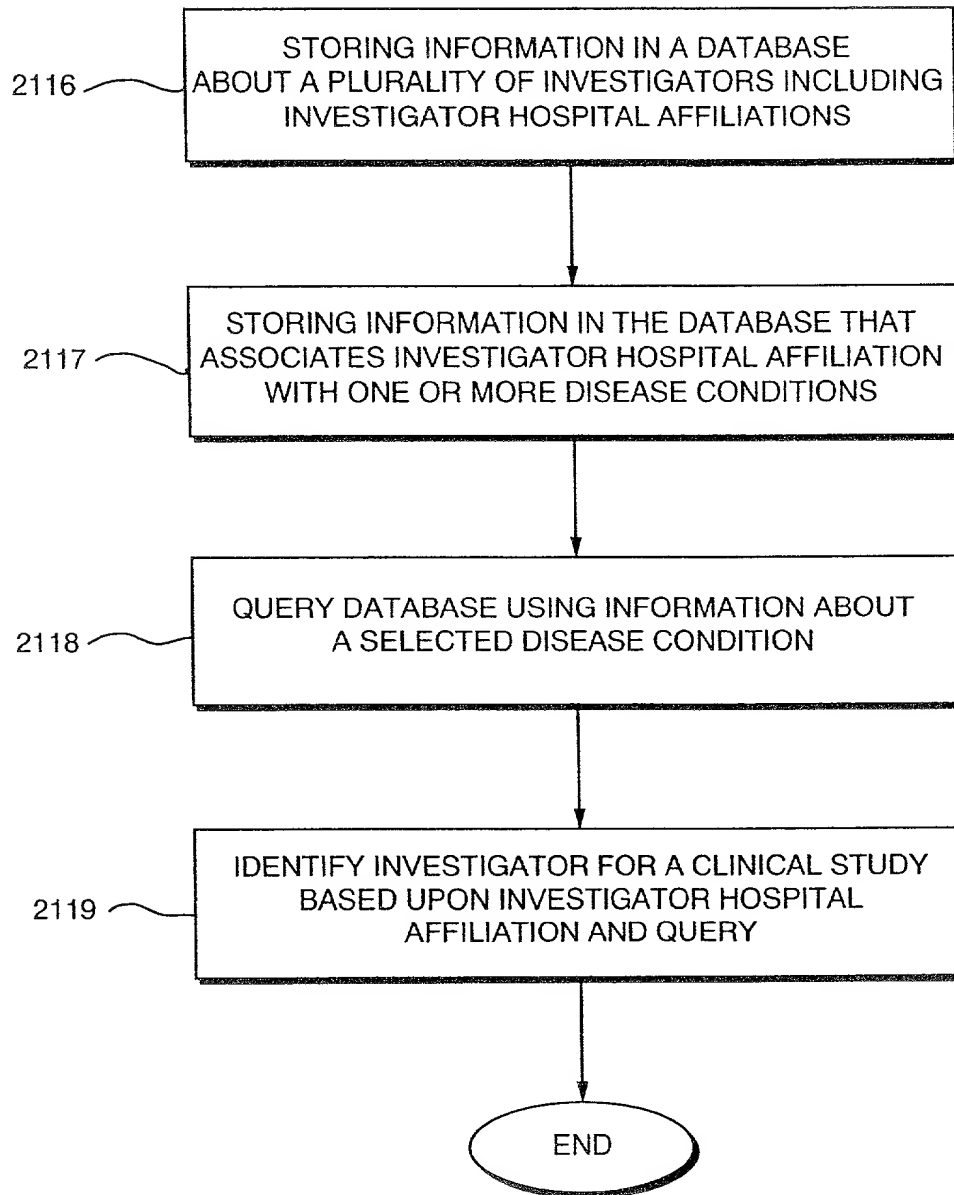 2116
STORING INFORMATION IN A DATABASE
ABOUT A PLURALITY OF INVESTIGATORS INCLUDING
INVESTIGATOR HOSPITAL AFFILIATIONS
2117
STORING INFORMATION IN THE DATABASE THAT
ASSOCIATES INVESTIGATOR HOSPITAL AFFILIATION
WITH ONE OR MORE DISEASE CONDITIONS
2118
QUERY DATABASE USING INFORMATION ABOUT
A SELECTED DISEASE CONDITION
2119
IDENTIFY INVESTIGATOR FOR A CLINICAL STUDY
BASED UPON INVESTIGATOR HOSPITAL
AFFILIATION AND QUERY
END